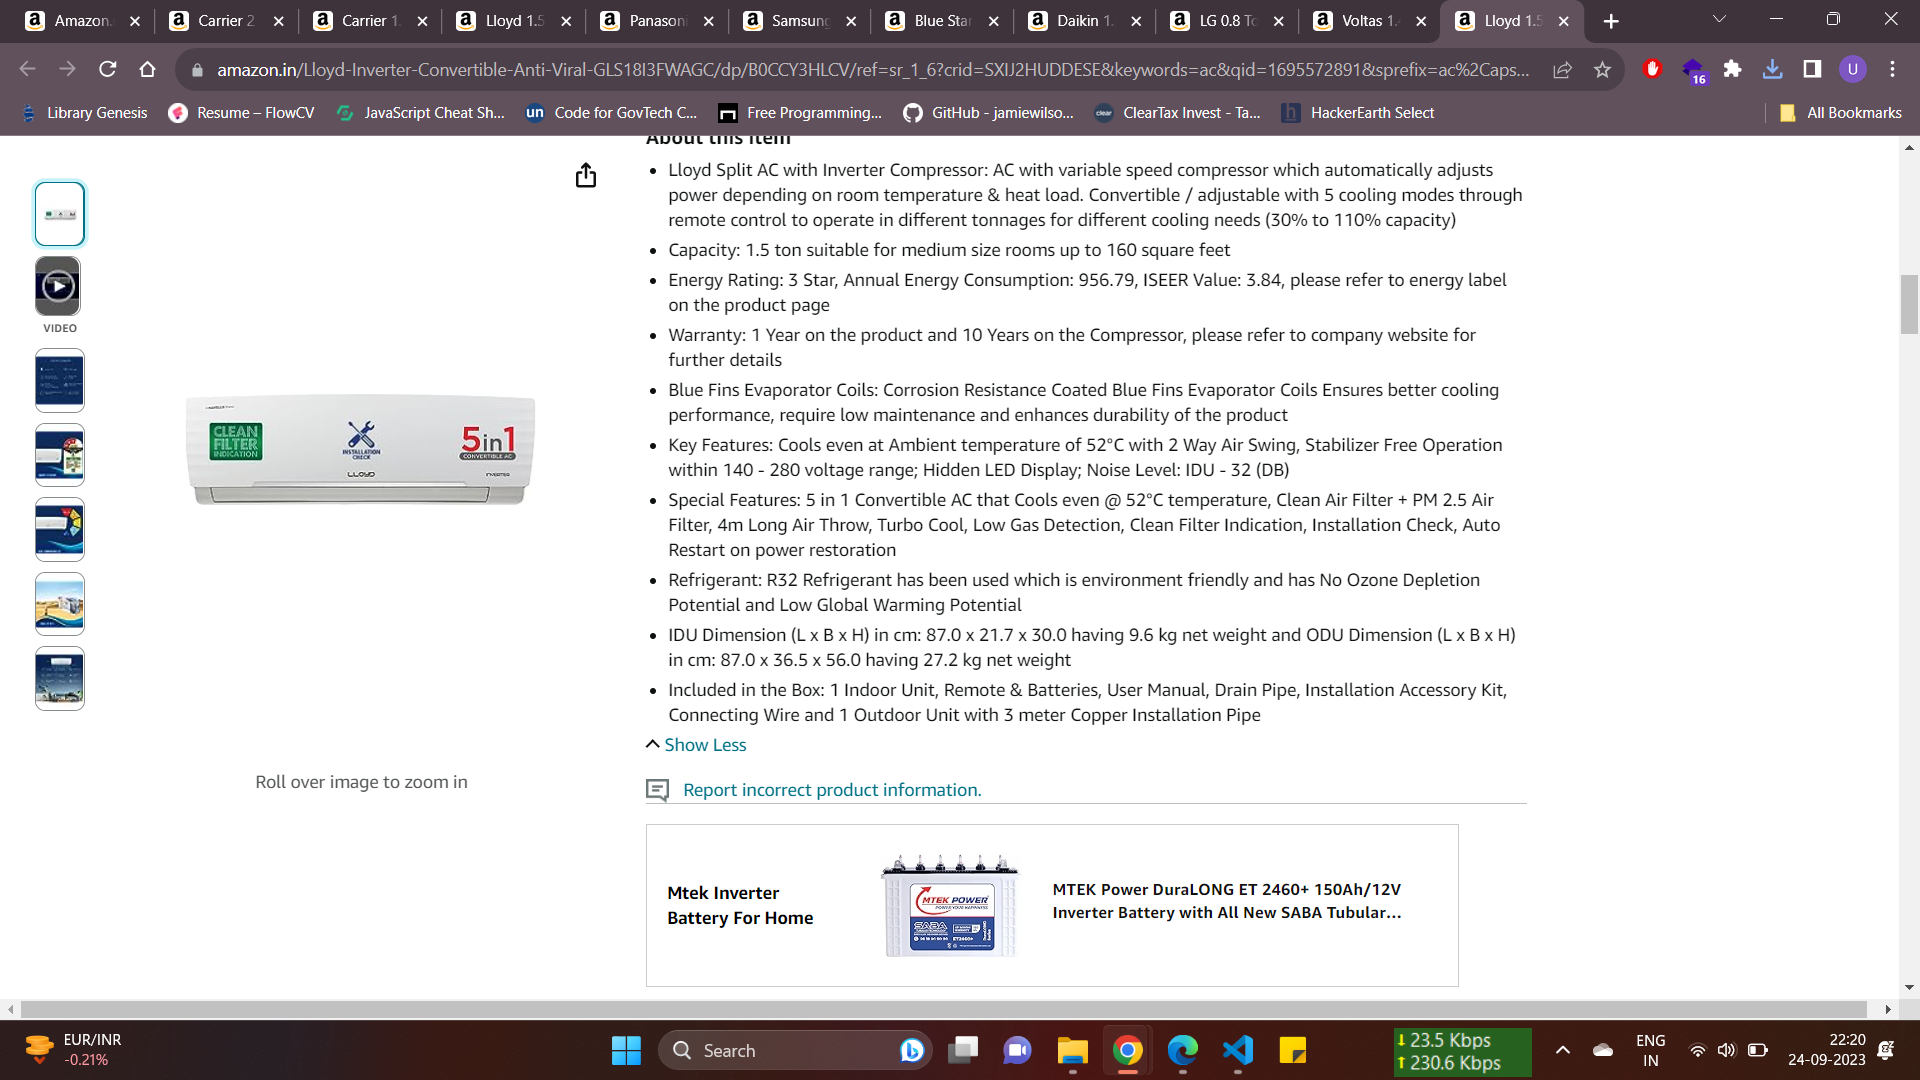 Amazon.
Carrier 2
Carrier 1.
Lloyd 1.5
Panasoni
Samsung
Blue Star
Daikin 1.
LG 0.8 To
Voltas 1.4
Lloyd 1.5
amazon.in/Lloyd-Inverter-Convertible-Anti-Viral-GLS18I3FWAGC/dp/B0CCY3HLCV/ref=sr_1_6?crid=SXIJ2HUDDESE&keywords=ac&qid=1695572891&sprefix=ac%2Caps...
16
U
Library Genesis
Resume – FlowCV
JavaScript Cheat Sh...
un
Code for GovTech C...
Free Programming...
GitHub - jamiewilso...
clear
ClearTax Invest - Ta...
h
HackerEarth Select
All Bookmarks
About this item
• Lloyd Split AC with Inverter Compressor: AC with variable speed compressor which automatically adjusts
power depending on room temperature & heat load. Convertible / adjustable with 5 cooling modes through
remote control to operate in different tonnages for different cooling needs (30% to 110% capacity)
• Capacity: 1.5 ton suitable for medium size rooms up to 160 square feet
• Energy Rating: 3 Star, Annual Energy Consumption: 956.79, ISEER Value: 3.84, please refer to energy label
on the product page
• Warranty: 1 Year on the product and 10 Years on the Compressor, please refer to company website for
further details
• Blue Fins Evaporator Coils: Corrosion Resistance Coated Blue Fins Evaporator Coils Ensures better cooling
performance, require low maintenance and enhances durability of the product
• Key Features: Cools even at Ambient temperature of 52°C with 2 Way Air Swing, Stabilizer Free Operation
within 140 - 280 voltage range; Hidden LED Display; Noise Level: IDU - 32 (DB)
• Special Features: 5 in 1 Convertible AC that Cools even @ 52°C temperature, Clean Air Filter + PM 2.5 Air
Filter, 4m Long Air Throw, Turbo Cool, Low Gas Detection, Clean Filter Indication, Installation Check, Auto
Restart on power restoration
• Refrigerant: R32 Refrigerant has been used which is environment friendly and has No Ozone Depletion
Potential and Low Global Warming Potential
• IDU Dimension (L x B x H) in cm: 87.0 x 21.7 x 30.0 having 9.6 kg net weight and ODU Dimension (L x B x H)
in cm: 87.0 x 36.5 x 56.0 having 27.2 kg net weight
• Included in the Box: 1 Indoor Unit, Remote & Batteries, User Manual, Drain Pipe, Installation Accessory Kit,
Connecting Wire and 1 Outdoor Unit with 3 meter Copper Installation Pipe
Show Less
Report incorrect product information.
VIDEO
CLEAN
FILTER
INDICATION
INSTALLATION
CHECK
5in1
CONVERTIBLE AC
LLOYD
INVERTER
Roll over image to zoom in
Mtek Inverter
Battery For Home
MTEK POWER
SABA
MTEK Power DuraLONG ET 2460+ 150Ah/12V
Inverter Battery with All New SABA Tubular...
EUR/INR
-0.21%
Search
23.5 Kbps
230.6 Kbps
ENG
IN
22:20
24-09-2023